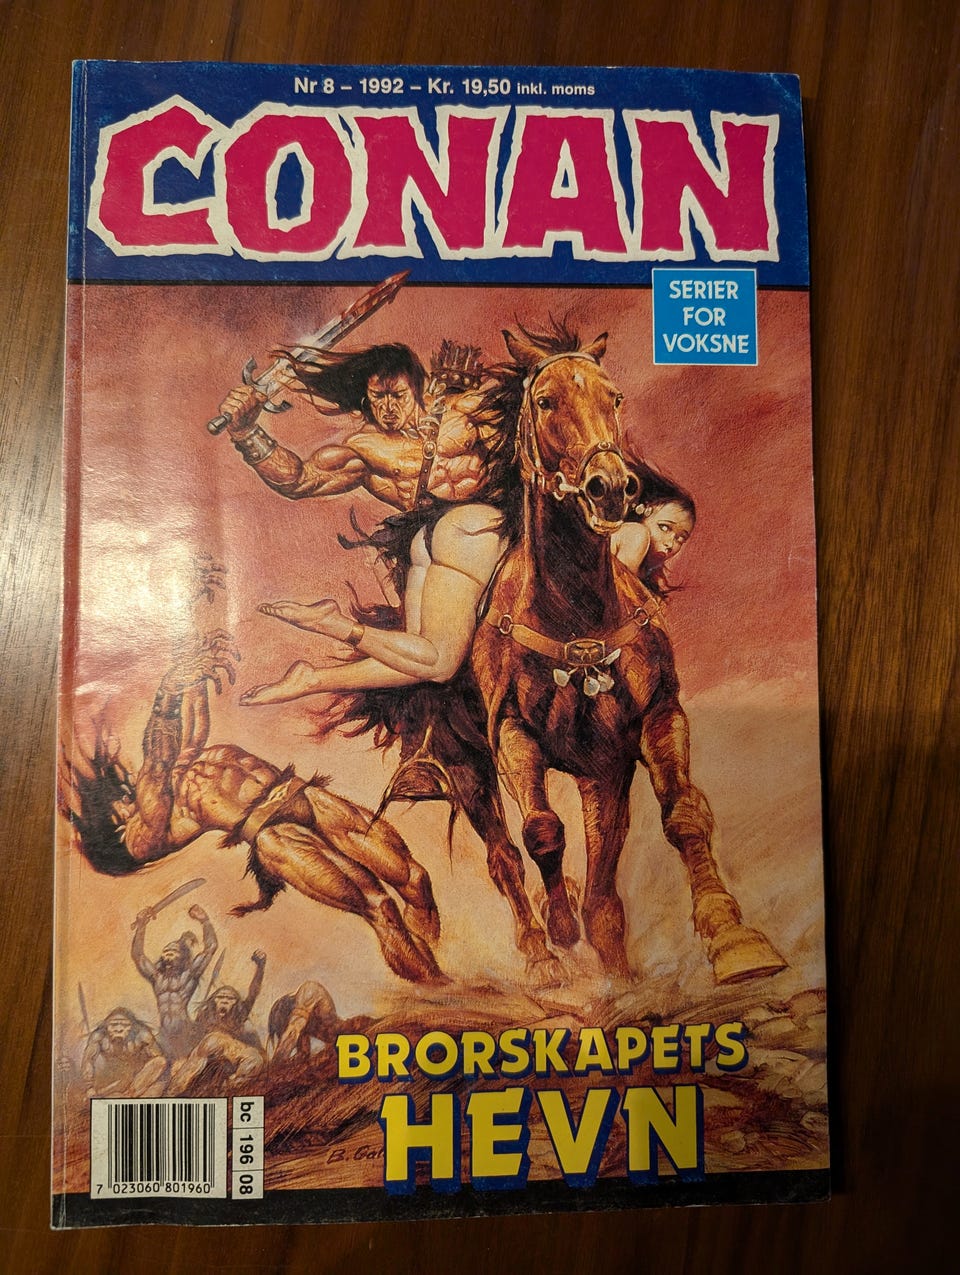 Nr 8 – 1992 – Kr. 19,50 inkl. moms
CONAN
SERIER
FOR
VOKSNE
BRORSKAPETS
HEVN
bc 196 08
7 023060 801960